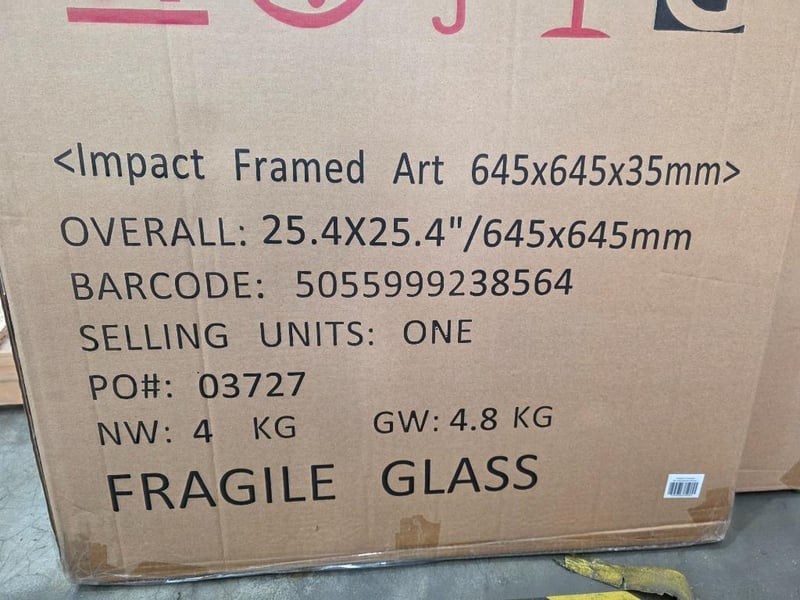 <Impact Framed Art 645x645x35mm>
OVERALL: 25.4X25.4"/645x645mm
BARCODE: 5055999238564
SELLING UNITS: ONE
PO#: 03727
NW: 4 KG GW: 4.8 KG
FRAGILE GLASS